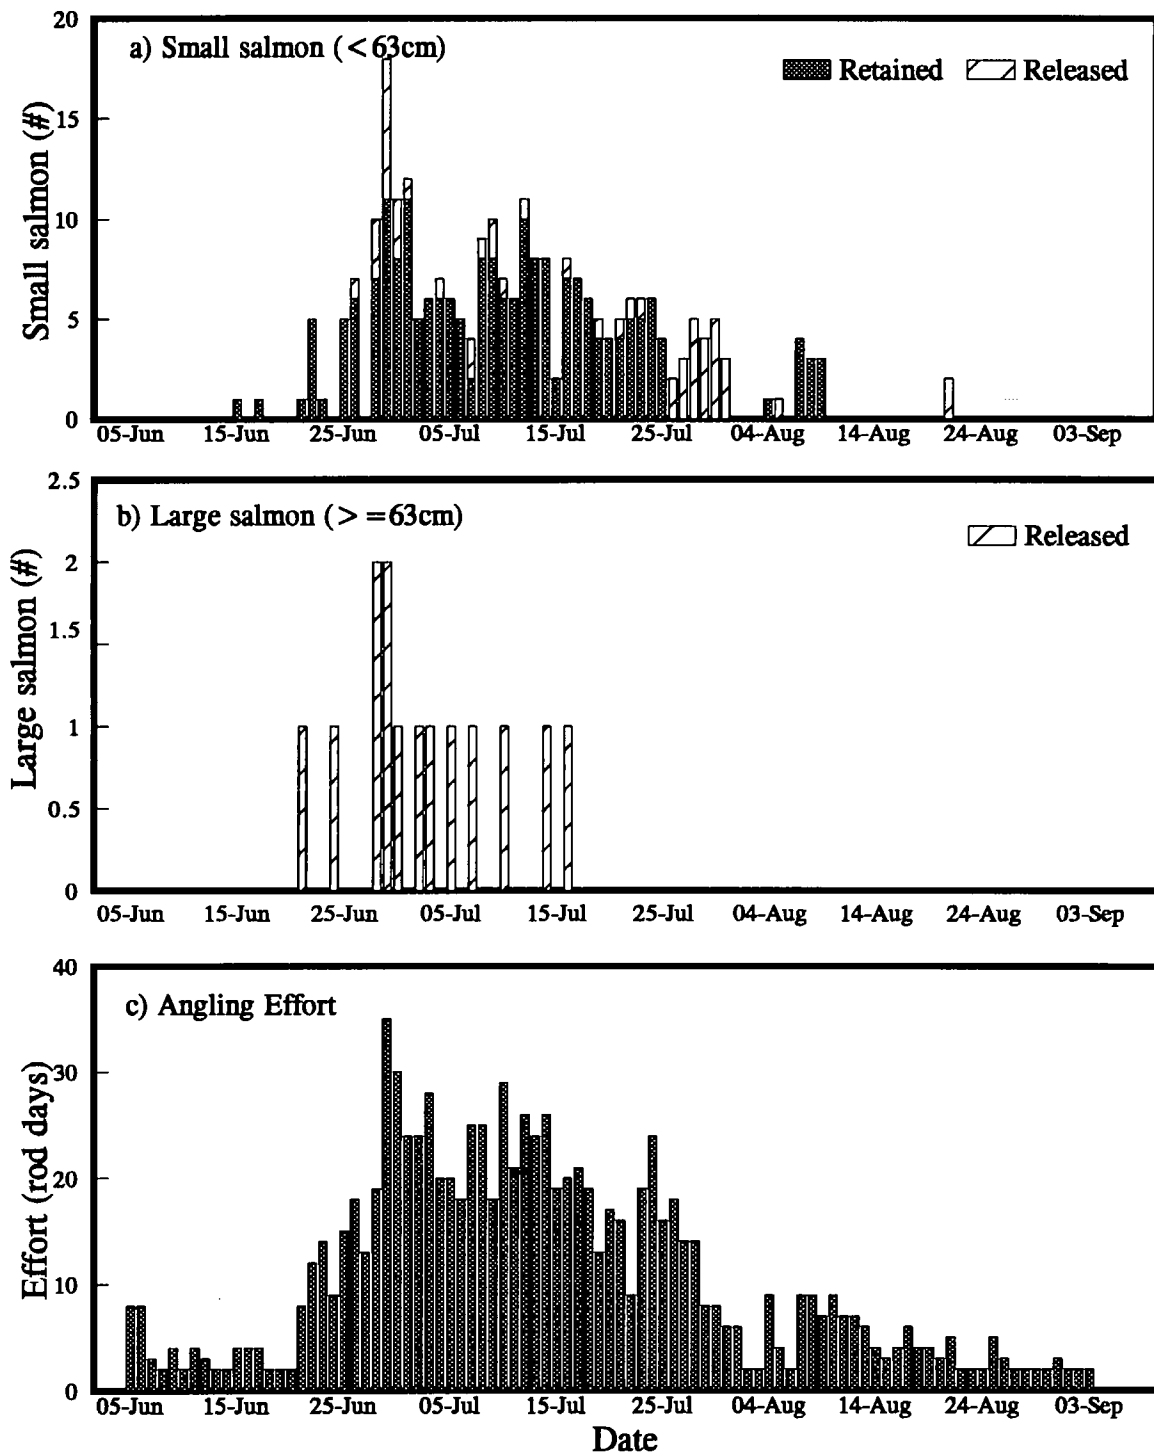 20
a) Small salmon (<63cm)
Retained Released
15
Small salmon (#)
10
5
0
05-Jun 15-Jun 25-Jun 05-Jul 15-Jul 25-Jul 04-Aug 14-Aug 24-Aug 03-Sep
2.5
b) Large salmon (>=63cm)
Released
2
Large salmon (#)
1.5
1
0.5
0
05-Jun 15-Jun 25-Jun 05-Jul 15-Jul 25-Jul 04-Aug 14-Aug 24-Aug 03-Sep
40
c) Angling Effort
30
Effort (rod days)
20
10
0
05-Jun 15-Jun 25-Jun 05-Jul 15-Jul 25-Jul 04-Aug 14-Aug 24-Aug 03-Sep
Date